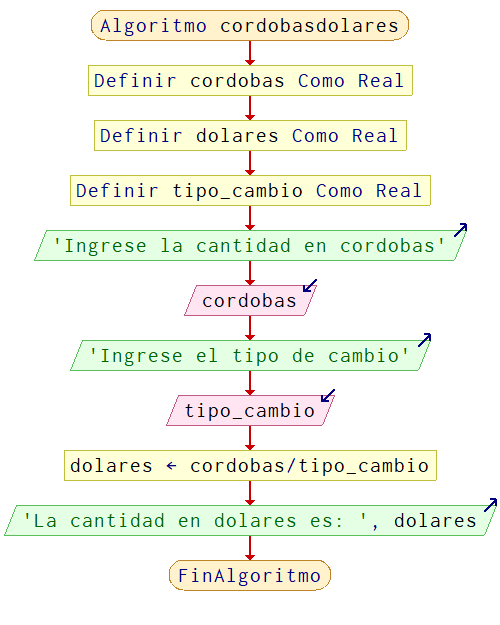 Algoritmo cordobasdolares
Definir cordobas Como Real
Definir dolares Como Real
Definir tipo_cambio Como Real
'Ingrese la cantidad en cordobas'
cordobas
'Ingrese el tipo de cambio'
tipo_cambio
dolares ← cordobas/tipo_cambio
'La cantidad en dolares es: ', dolares
FinAlgoritmo